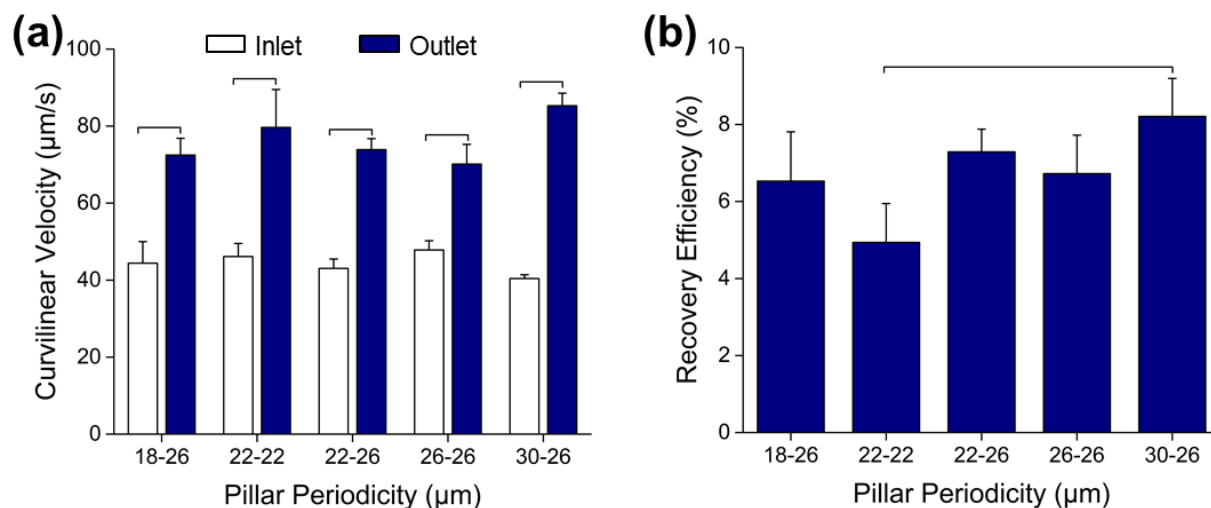 (a)
Inlet
Outlet
Curvilinear Velocity (µm/s)
100
80
60
40
20
0
18-26
22-22
22-26
26-26
30-26
Pillar Periodicity (µm)
(b)
Recovery Efficiency (%)
10
8
6
4
2
0
18-26
22-22
22-26
26-26
30-26
Pillar Periodicity (µm)